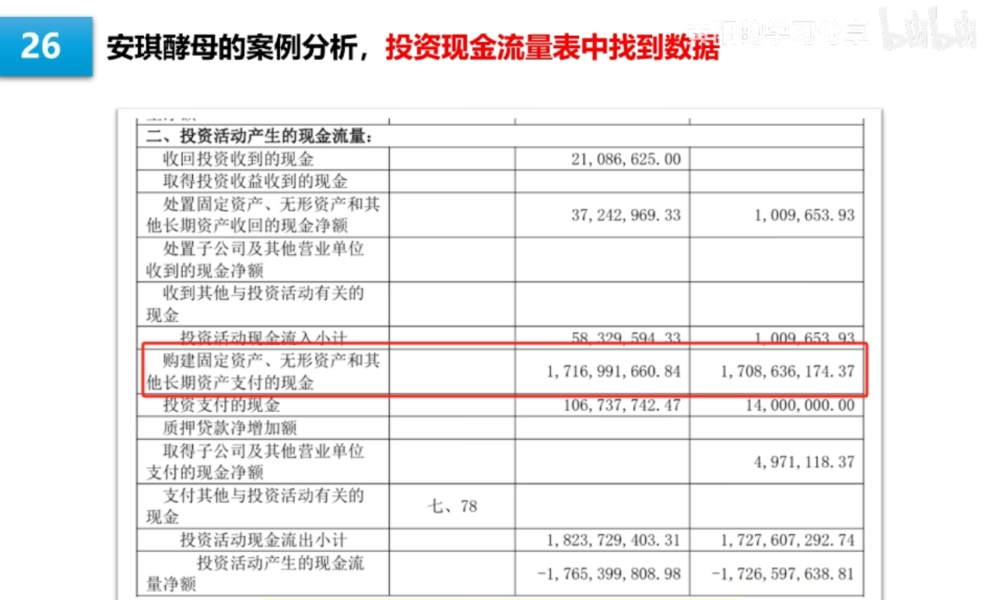 26
安琪酵母的案例分析，投资现金流量表中找到数据
bilibili
二、投资活动产生的现金流量：
收回投资收到的现金 21,086,625.00
取得投资收益收到的现金
处置固定资产、无形资产和其
他长期资产收回的现金净额 37,242,969.33 1,009,653.93
处置子公司及其他营业单位
收到的现金净额
收到其他与投资活动有关的
现金
投资活动现金流入小计 58,329,594.33 1,009,653.93
购建固定资产、无形资产和其
他长期资产支付的现金 1,716,991,660.84 1,708,636,174.37
投资支付的现金 106,737,742.47 14,000,000.00
质押贷款净增加额
取得子公司及其他营业单位
支付的现金净额 4,971,118.37
支付其他与投资活动有关的
现金 七、78
投资活动现金流出小计 1,823,729,403.31 1,727,607,292.74
投资活动产生的现金流
量净额 -1,765,399,808.98 -1,726,597,638.81